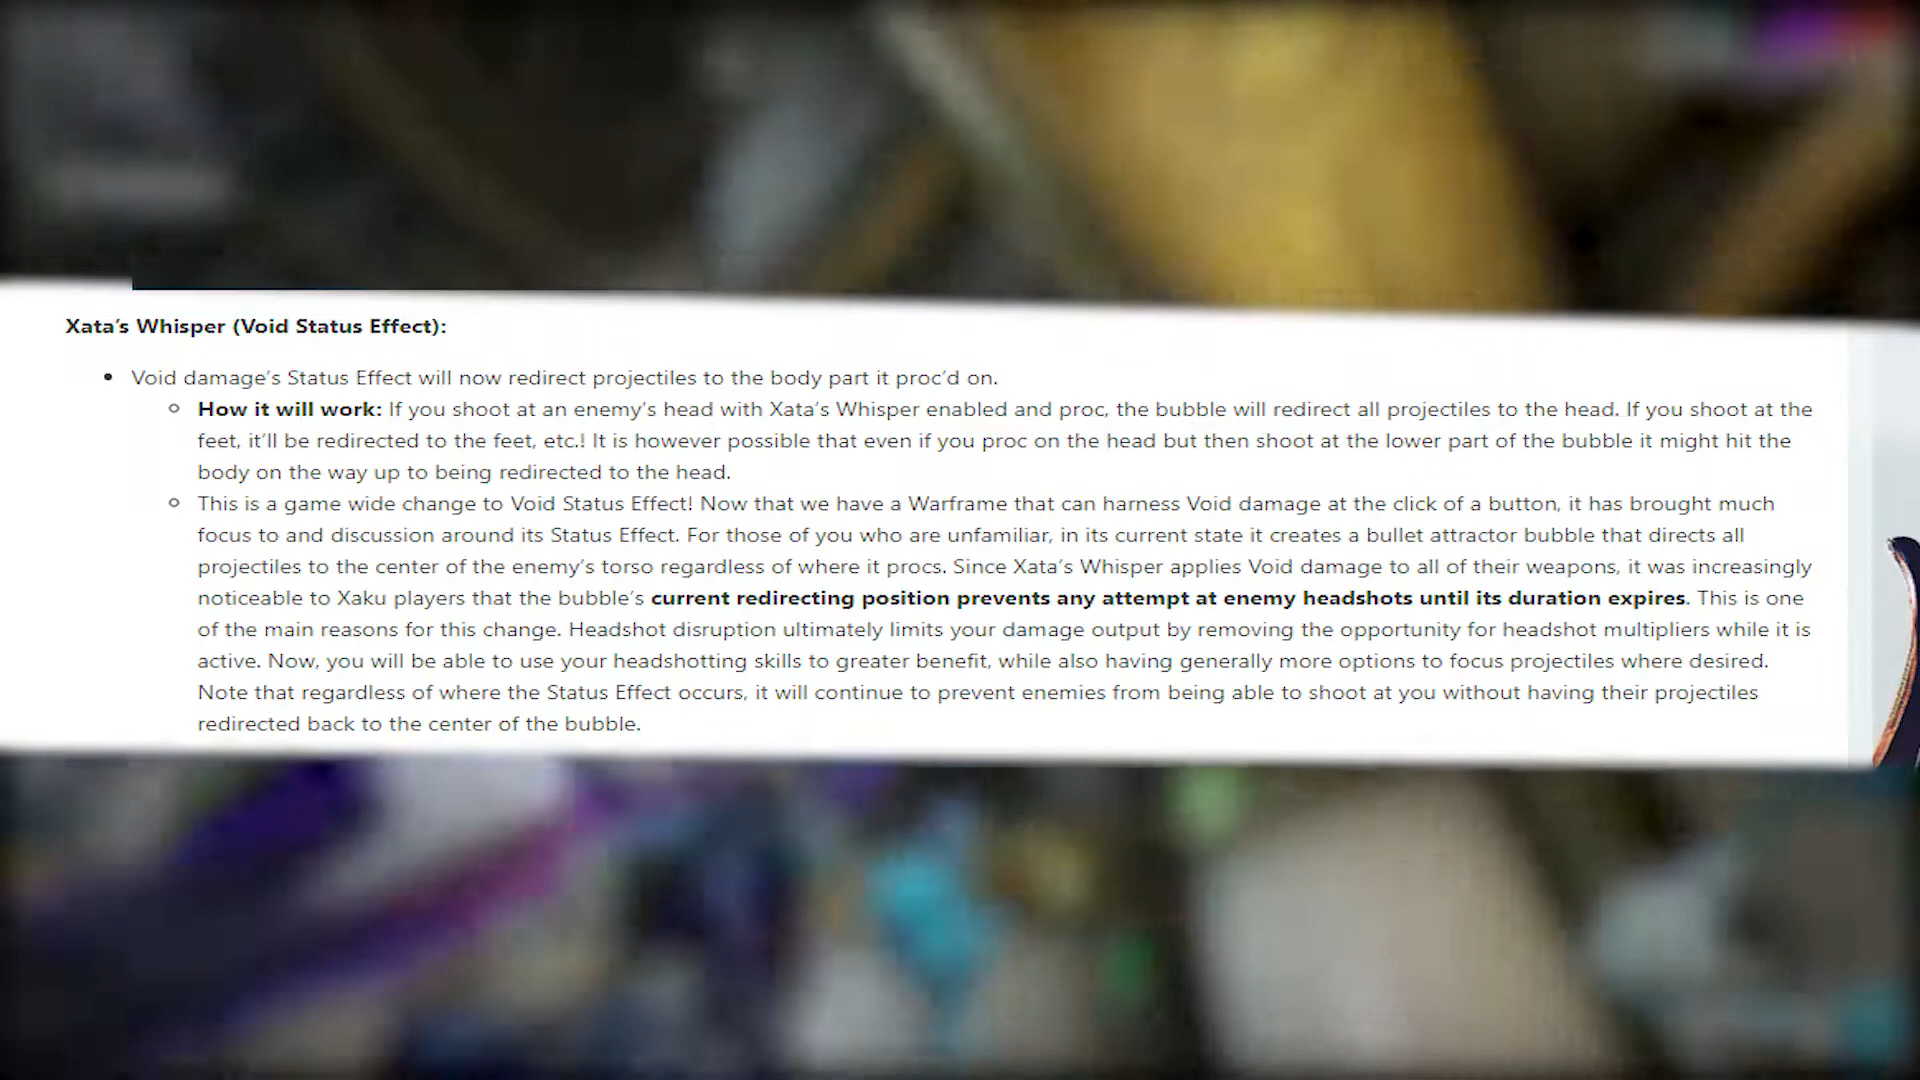 Xata's Whisper (Void Status Effect):
• Void damage's Status Effect will now redirect projectiles to the body part it proc'd on.
○ How it will work: If you shoot at an enemy's head with Xata's Whisper enabled and proc, the bubble will redirect all projectiles to the head. If you shoot at the
feet, it'll be redirected to the feet, etc.! It is however possible that even if you proc on the head but then shoot at the lower part of the bubble it might hit the
body on the way up to being redirected to the head.
○ This is a game wide change to Void Status Effect! Now that we have a Warframe that can harness Void damage at the click of a button, it has brought much
focus to and discussion around its Status Effect. For those of you who are unfamiliar, in its current state it creates a bullet attractor bubble that directs all
projectiles to the center of the enemy's torso regardless of where it procs. Since Xata's Whisper applies Void damage to all of their weapons, it was increasingly
noticeable to Xaku players that the bubble's current redirecting position prevents any attempt at enemy headshots until its duration expires. This is one
of the main reasons for this change. Headshot disruption ultimately limits your damage output by removing the opportunity for headshot multipliers while it is
active. Now, you will be able to use your headshotting skills to greater benefit, while also having generally more options to focus projectiles where desired.
Note that regardless of where the Status Effect occurs, it will continue to prevent enemies from being able to shoot at you without having their projectiles
redirected back to the center of the bubble.